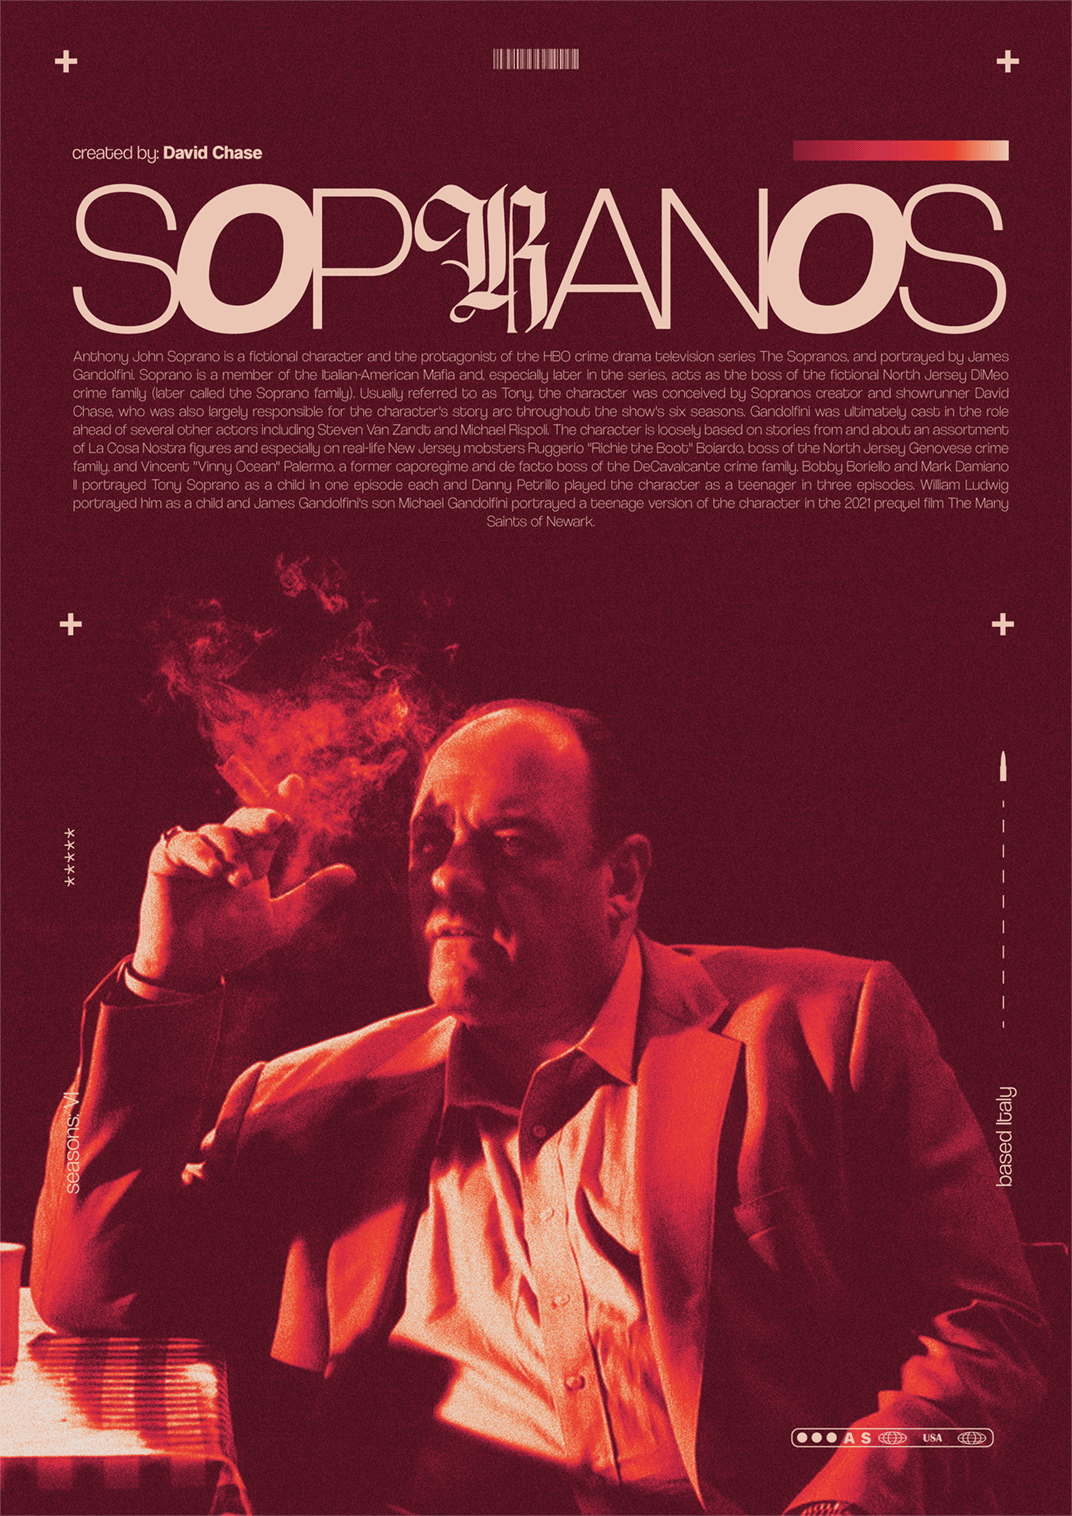 created by: David Chase
SOPRANOS
Anthony John Soprano is a fictional character and the protagonist of the HBO crime drama television series The Sopranos, and portrayed by James
Gandolfini. Soprano is a member of the Italian-American Mafia and, especially later in the series, acts as the boss of the fictional North Jersey DiMeo
crime family (later called the Soprano family). Usually referred to as Tony, the character was conceived by Sopranos creator and showrunner David
Chase, who was also largely responsible for the character's story arc throughout the show's six seasons. Gandolfini was ultimately cast in the role
ahead of several other actors including Steven Van Zandt and Michael Rispoli. The character is loosely based on stories from and about an assortment
of La Cosa Nostra figures and especially on real-life New Jersey mobsters Ruggerio "Richie the Boot" Boiardo, boss of the North Jersey Genovese crime
family, and Vincent "Vinny Ocean" Palermo, a former caporegime and de facto boss of the DeCavalcante crime family. Bobby Boriello and Mark Damiano
II portrayed Tony Soprano as a child in one episode each and Danny Petrillo played the character as a teenager in three episodes. William Ludwig
portrayed him as a child and James Gandolfini's son Michael Gandolfini portrayed a teenage version of the character in the 2021 prequel film The Many
Saints of Newark.
*****
seasons: VI
based Italy
AS USA